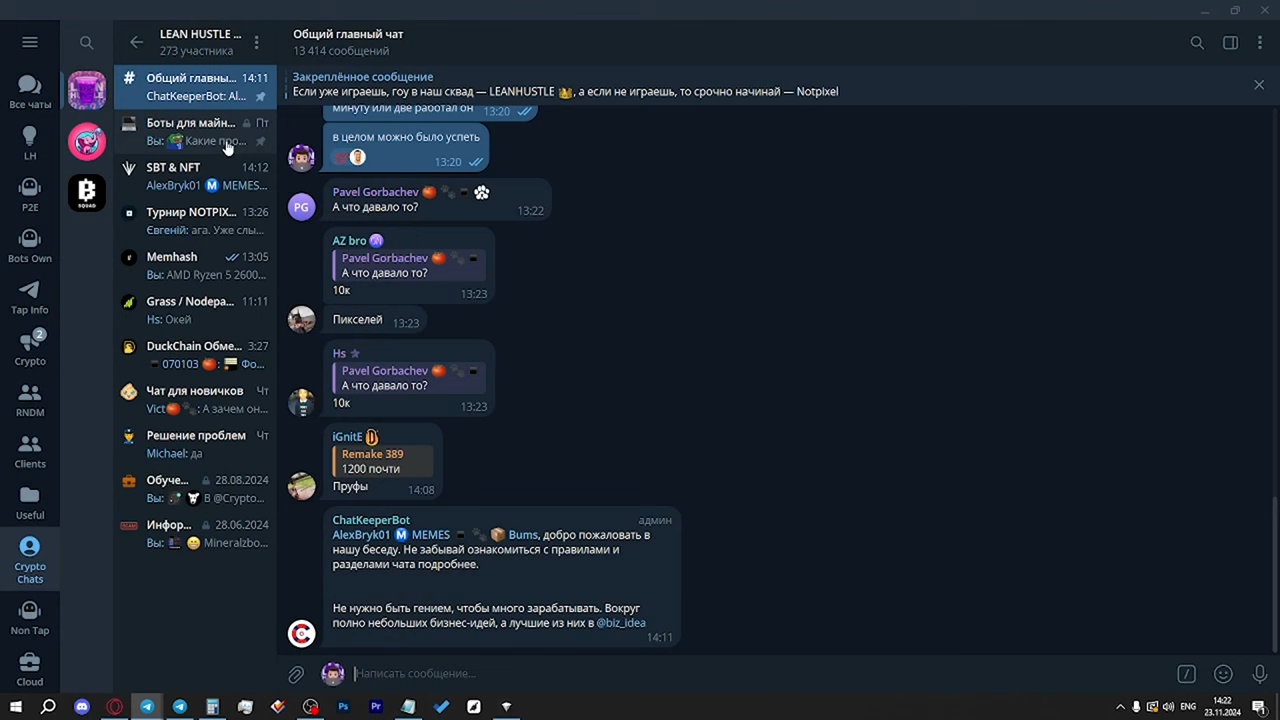 Все чаты
LH
P2E
Bots Own
Tap Info
2
Crypto
RNDM
Clients
Useful
Crypto
Chats
Non Tap
Cloud
LEAN HUSTLE ...
273 участника
SQUAD
# Общий главны... 14:11
ChatKeeperBot: Al...
Боты для майн... Пт
Вы: Какие про...
SBT & NFT 14:12
AlexBryk01 M MEMES...
Турнир NOTPIX... 13:26
Євгеній: ага. Уже слы...
Memhash 13:05
Вы: AMD Ryzen 5 2600...
Grass / Nodepa... 11:11
Hs: Окей
DuckChain Обме... 3:27
070103 : Фо...
Чат для новичков Чт
Vict : А зачем он...
Решение проблем Чт
Michael: да
Обуче... 28.08.2024
Вы: В @Crypto...
Инфор... 28.06.2024
Вы: Mineralzbo...
Общий главный чат
13 414 сообщений
Закреплённое сообщение
Если уже играешь, гоу в наш сквад — LEANHUSTLE , а если не играешь, то срочно начинай — Notpixel
минуту или две работал он 13:20
в целом можно было успеть
13:20
PG
Pavel Gorbachev
А что давало то? 13:22
AZ bro
Pavel Gorbachev
А что давало то?
10к 13:23
Пикселей 13:23
Hs
Pavel Gorbachev
А что давало то?
10к 13:23
iGnitE
Remake 389
1200 почти
Пруфы 14:08
ChatKeeperBot админ
AlexBryk01 M MEMES Bums, добро пожаловать в
нашу беседу. Не забывай ознакомиться с правилами и
разделами чата подробнее.
Не нужно быть гением, чтобы много зарабатывать. Вокруг
полно небольших бизнес-идей, а лучшие из них в @biz_idea
14:11
Написать сообщение...
Ps
Pr
ENG
14:22
23.11.2024
1